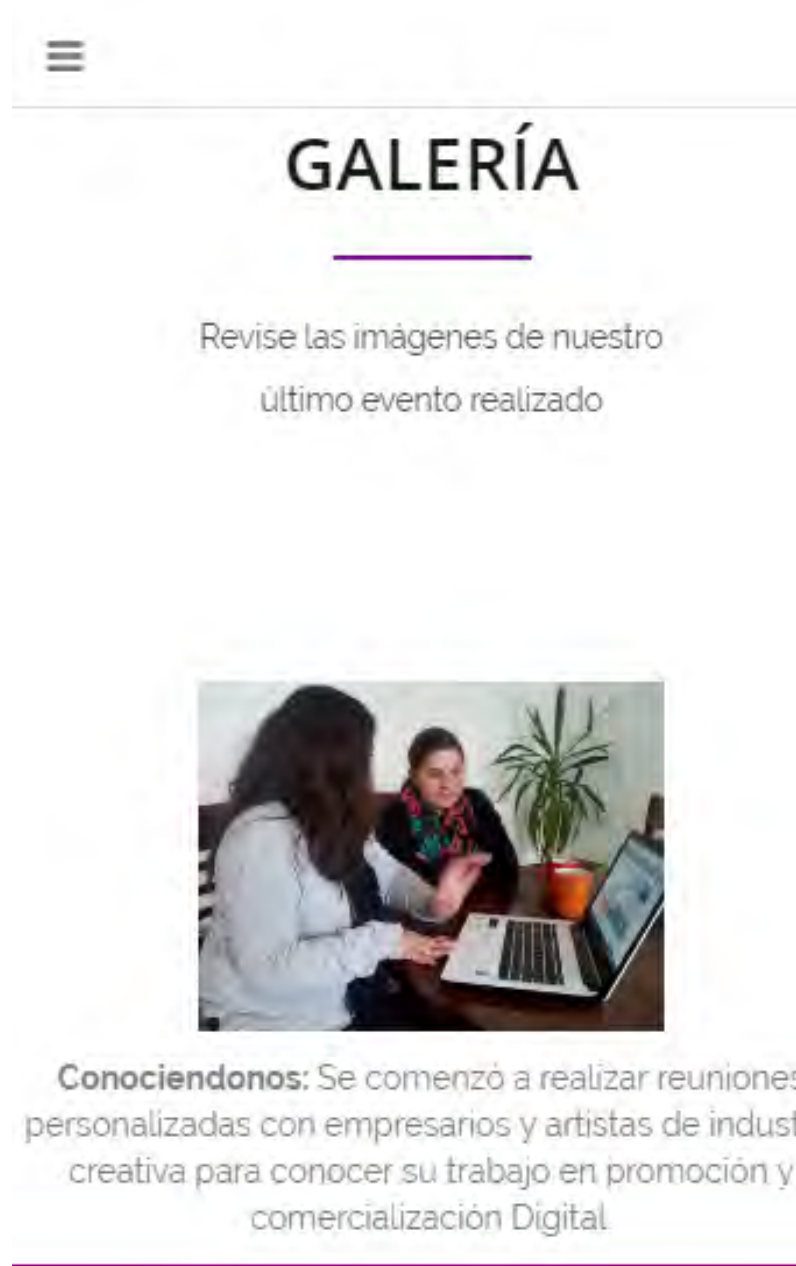 GALERÍA
Revise las imágenes de nuestro
último evento realizado
Conociendonos: Se comenzó a realizar reuniones
personalizadas con empresarios y artistas de indust
creativa para conocer su trabajo en promoción y
comercialización Digital